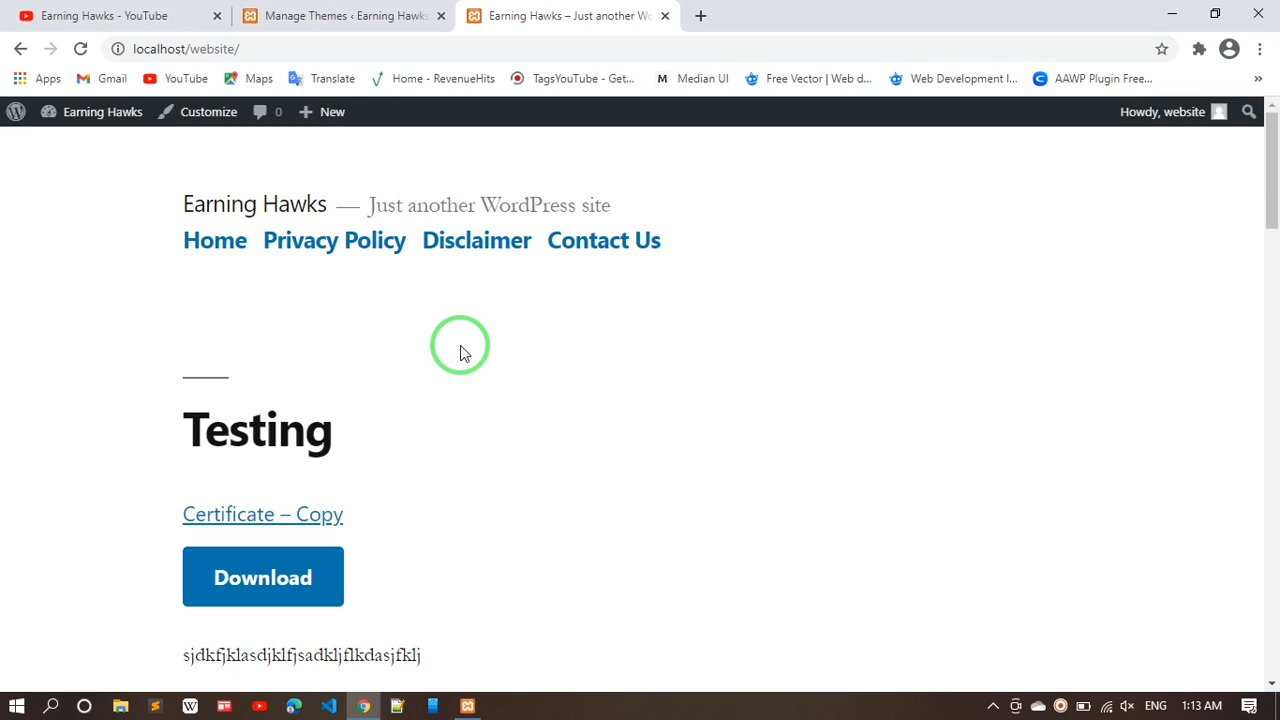 Earning Hawks - YouTube
Manage Themes ‹ Earning Hawks
Earning Hawks – Just another Wo
localhost/website/
Apps Gmail YouTube Maps Translate Home - RevenueHits TagsYouTube - Get... Median UI Free Vector | Web d... Web Development I... AAWP Plugin Free... »
Earning Hawks Customize 0 New Howdy, website
Earning Hawks — Just another WordPress site
Home Privacy Policy Disclaimer Contact Us
Testing
Certificate – Copy
Download
sjdkfjklasdjklfjsadkljflkdasjfklj
ENG 1:13 AM